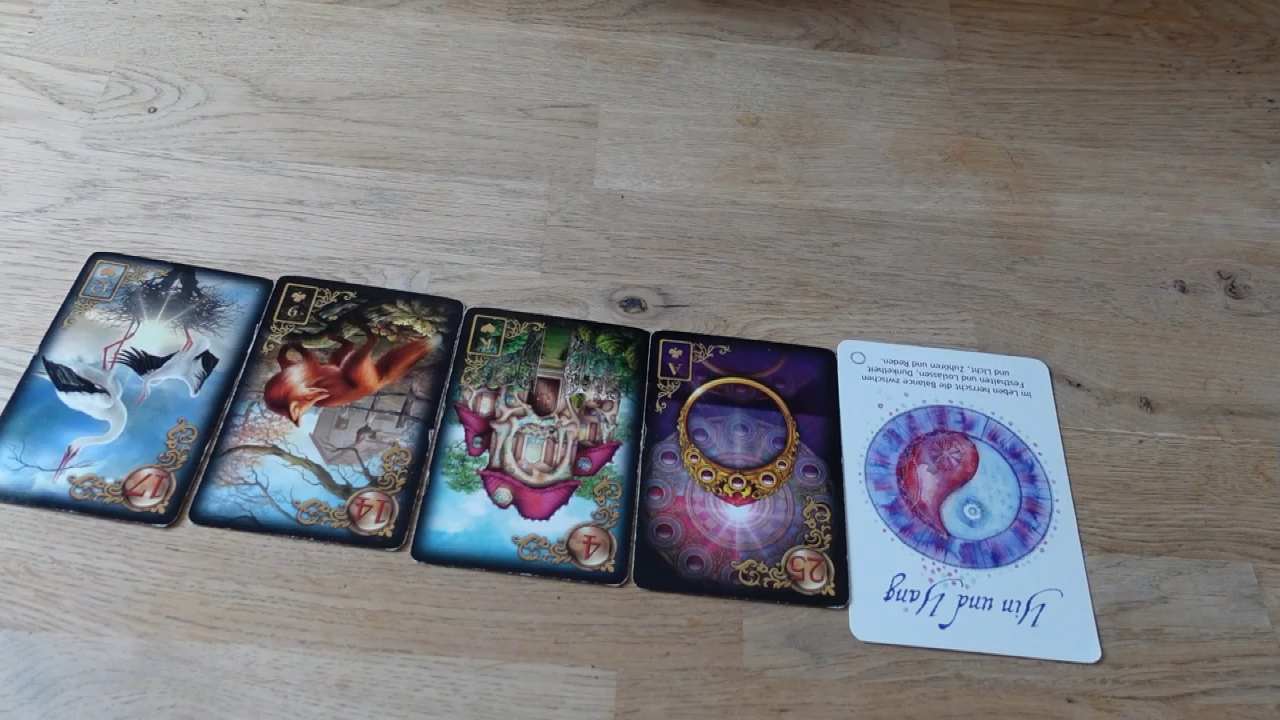 Yin und Yang
Im Leben herrscht die Balance zwischen
Festhalten und Loslassen, Dunkelheit
und Licht, Zuhören und Reden.
25
A
4
K
14
9
17